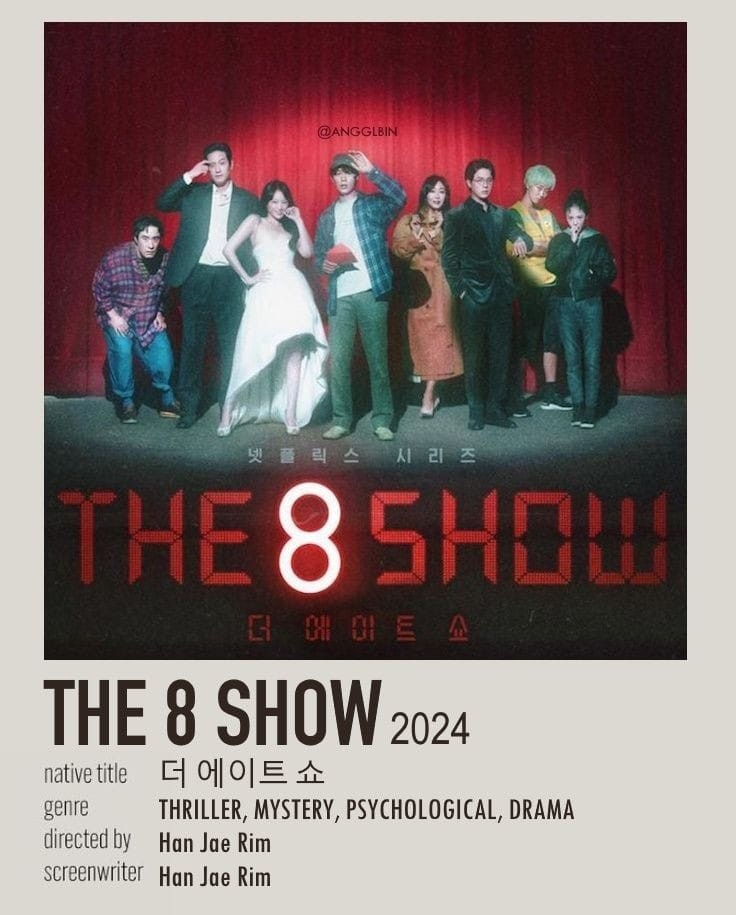 @ANGGLBIN
넷플릭스 시리즈
THE 8 SHOW
더 에이트 쇼
THE 8 SHOW 2024
native title 더 에이트 쇼
genre THRILLER, MYSTERY, PSYCHOLOGICAL, DRAMA
directed by Han Jae Rim
screenwriter Han Jae Rim